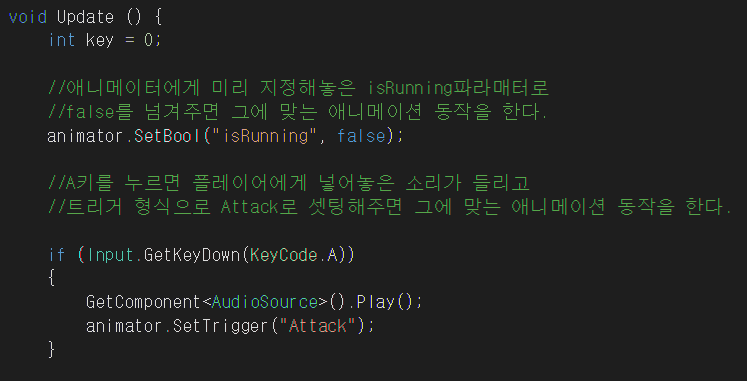 void Update () {
int key = 0;
//애니메이터에게 미리 지정해놓은 isRunning파라매터로
//false를 넘겨주면 그에 맞는 애니메이션 동작을 한다.
animator.SetBool("isRunning", false);
//A키를 누르면 플레이어에게 넣어놓은 소리가 들리고
//트리거 형식으로 Attack로 셋팅해주면 그에 맞는 애니메이션 동작을 한다.
if (Input.GetKeyDown(KeyCode.A))
{
GetComponent<AudioSource>().Play();
animator.SetTrigger("Attack");
}